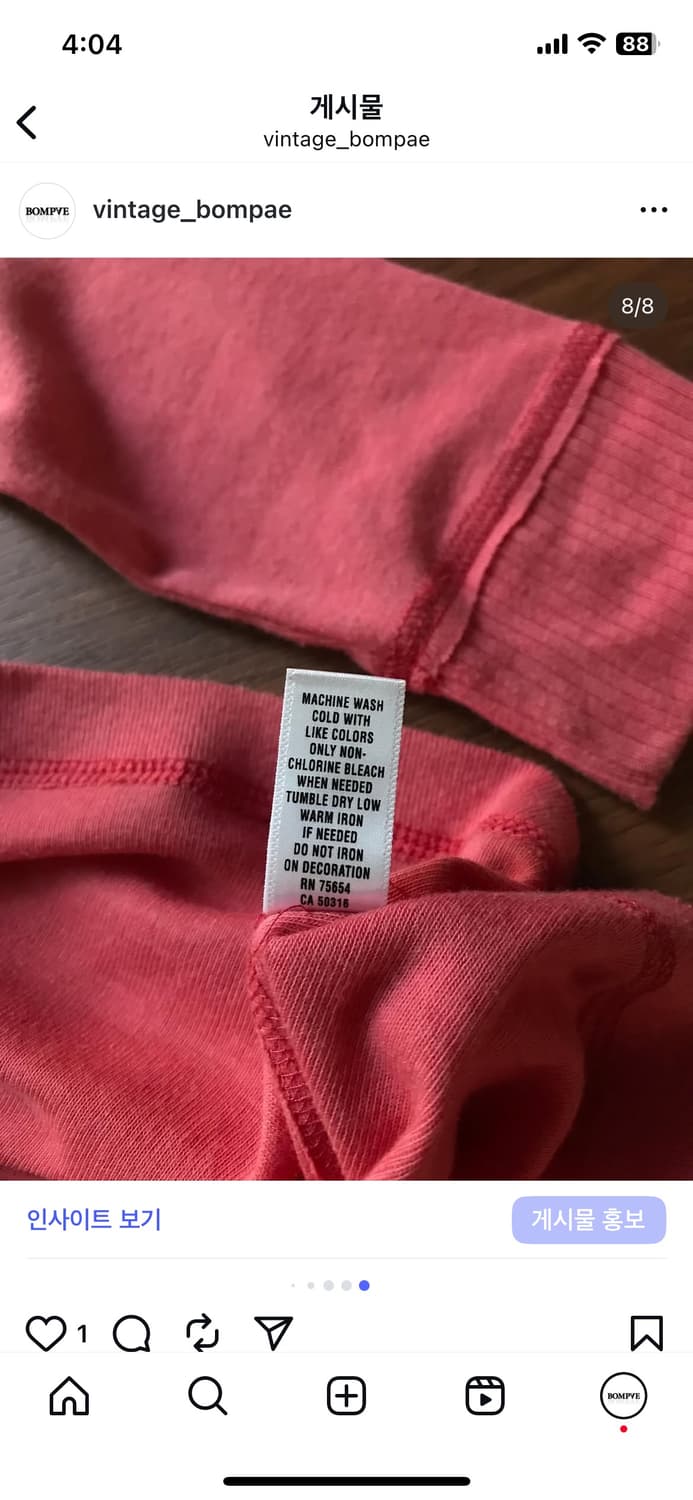 4:04
88
게시물
vintage_bompae
BOMPVE
vintage_bompae
8/8
MACHINE WASH
COLD WITH
LIKE COLORS
ONLY NON-
CHLORINE BLEACH
WHEN NEEDED
TUMBLE DRY LOW
WARM IRON
IF NEEDED
DO NOT IRON
ON DECORATION
RN 75654
CA 50316
인사이트 보기
게시물 홍보
1
BOMPVE